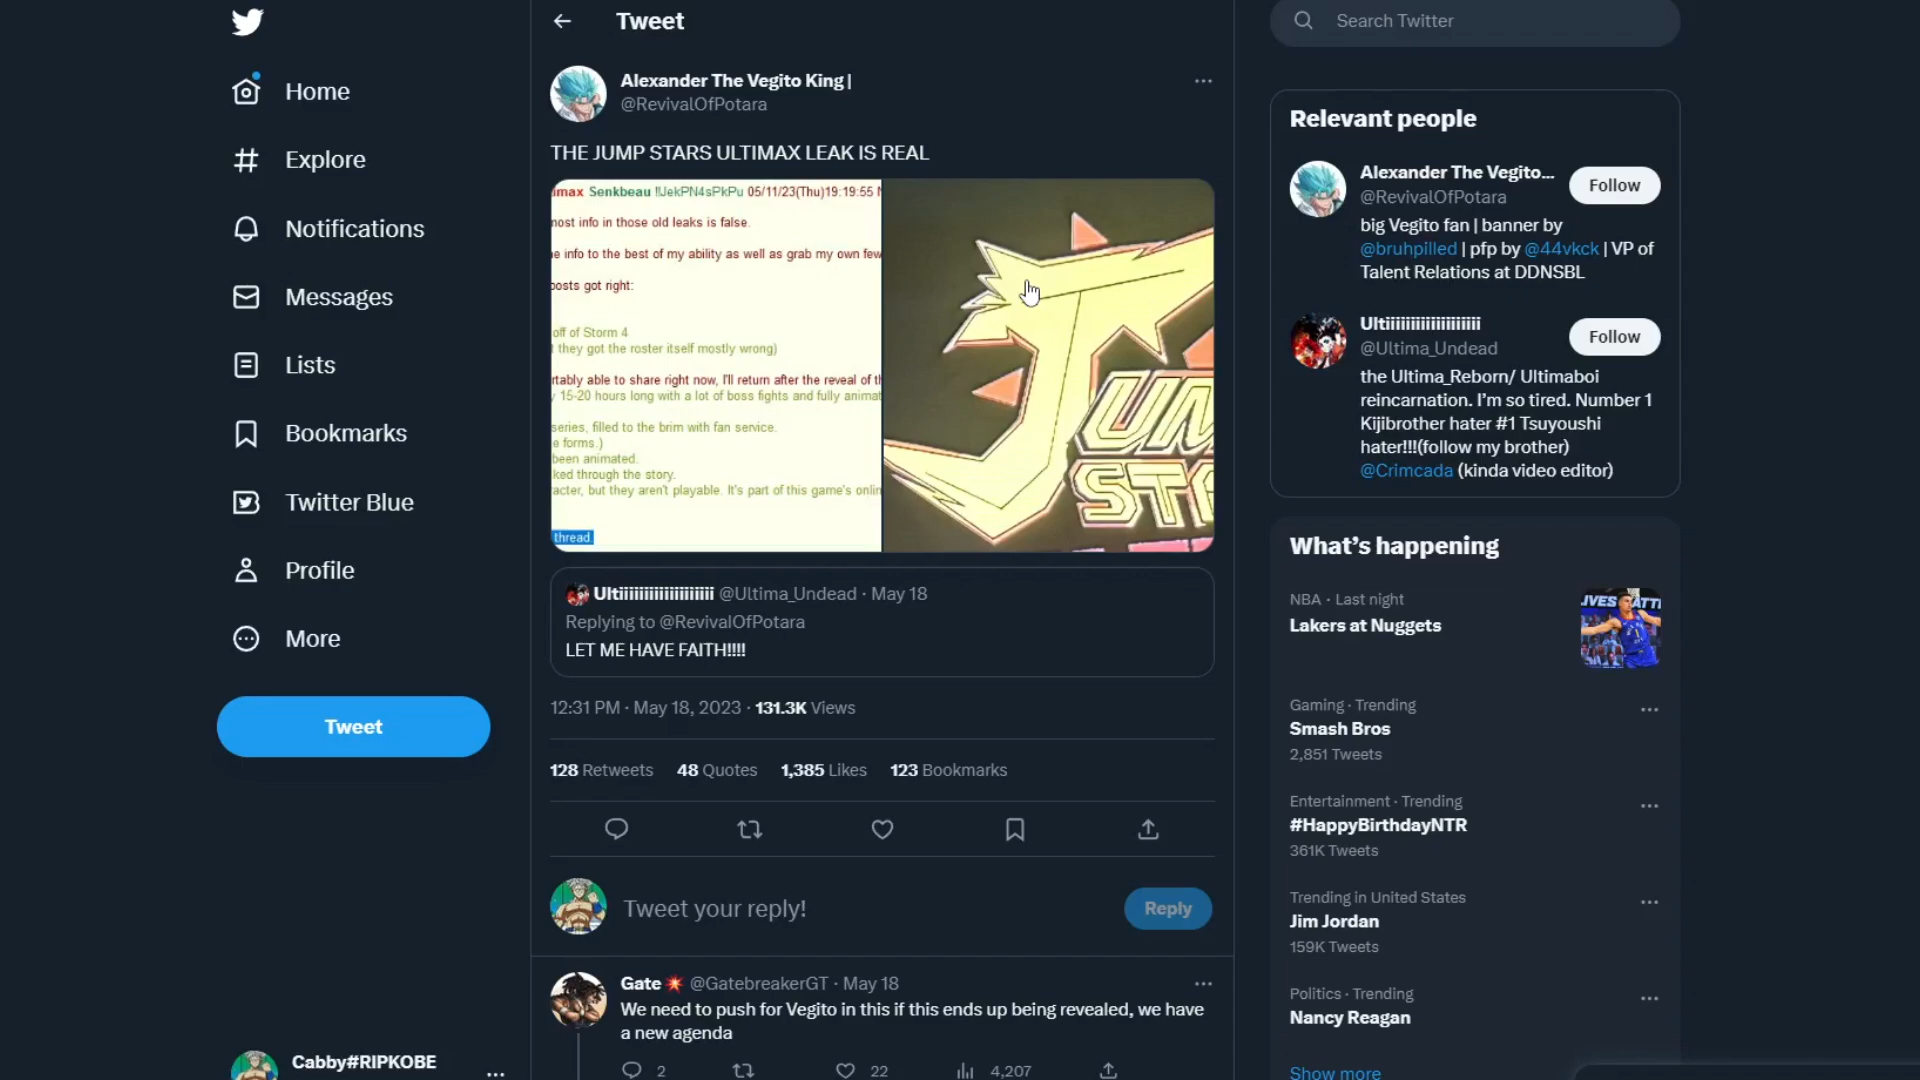 Home
Explore
Notifications
Messages
Lists
Bookmarks
Twitter Blue
Profile
More
Tweet
Cabby#RIPKOBE
Tweet
Alexander The Vegito King |
@RevivalOfPotara
THE JUMP STARS ULTIMAX LEAK IS REAL
imax Senkbeau !UekPN4sPkPu 05/11/23(Thu)19:19:55 N
most info in those old leaks is false.
e info to the best of my ability as well as grab my own few
posts got right:
off of Storm 4
t they got the roster itself mostly wrong)
rtably able to share right now, I'll return after the reveal of th
y 15-20 hours long with a lot of boss fights and fully animat
series, filled to the brim with fan service.
e forms.)
been animated.
ked through the story.
acter, but they aren't playable. It's part of this game's onlin
thread.
JUM
STA
Ultiiiiiiiiiiiiiiiiiii @Ultima_Undead · May 18
Replying to @RevivalOfPotara
LET ME HAVE FAITH!!!!
12:31 PM · May 18, 2023 · 131.3K Views
128 Retweets 48 Quotes 1,385 Likes 123 Bookmarks
Tweet your reply!
Reply
Gate 💥 @GatebreakerGT · May 18
We need to push for Vegito in this if this ends up being revealed, we have
a new agenda
2 22 4,207
Search Twitter
Relevant people
Alexander The Vegito...
@RevivalOfPotara
Follow
big Vegito fan | banner by
@bruhpilled | pfp by @44vkck | VP of
Talent Relations at DDNSBL
Ultiiiiiiiiiiiiiiiiiii
@Ultima_Undead
Follow
the Ultima_Reborn/ Ultimaboi
reincarnation. I'm so tired. Number 1
Kijibrother hater #1 Tsuyoshi
hater!!!(follow my brother)
@Crimcada (kinda video editor)
What's happening
NBA · Last night
Lakers at Nuggets
Gaming · Trending
Smash Bros
2,851 Tweets
Entertainment · Trending
#HappyBirthdayNTR
361K Tweets
Trending in United States
Jim Jordan
159K Tweets
Politics · Trending
Nancy Reagan
Show more